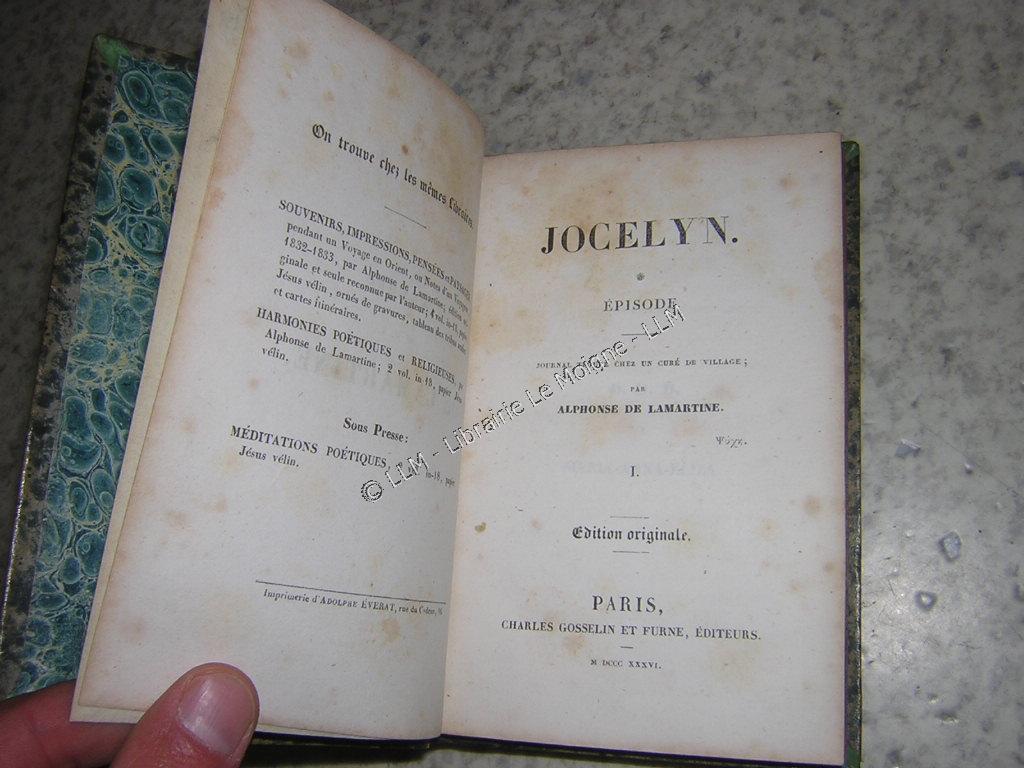 On trouve chez les mêmes Libraires,
SOUVENIRS, IMPRESSIONS, PENSÉES et PAYSAGES
pendant un Voyage en Orient, ou Notes d'un Voyageur
1832-1833, par Alphonse de Lamartine; édition ori-
ginale et seule reconnue par l'auteur; 4 vol. in-18, papier
Jésus vélin, ornés de gravures, tableau des tribus arabes
et cartes itinéraires.
HARMONIES POÉTIQUES et RELIGIEUSES, par
Alphonse de Lamartine; 2 vol. in-18, papier Jésus
vélin.
Sous Presse:
MÉDITATIONS POÉTIQUES, in-18, papier
Jésus vélin.
Imprimerie d'ADOLPHE ÉVERAT, rue du Cadran, 16
JOCELYN.
ÉPISODE.
JOURNAL CHEZ UN CURÉ DE VILLAGE;
PAR
ALPHONSE DE LAMARTINE.
Ψύχη.
I.
Edition originale.
PARIS,
CHARLES GOSSELIN ET FURNE, ÉDITEURS.
M DCCC XXXVI.
© LLM - Librairie Le Moigne - LLM